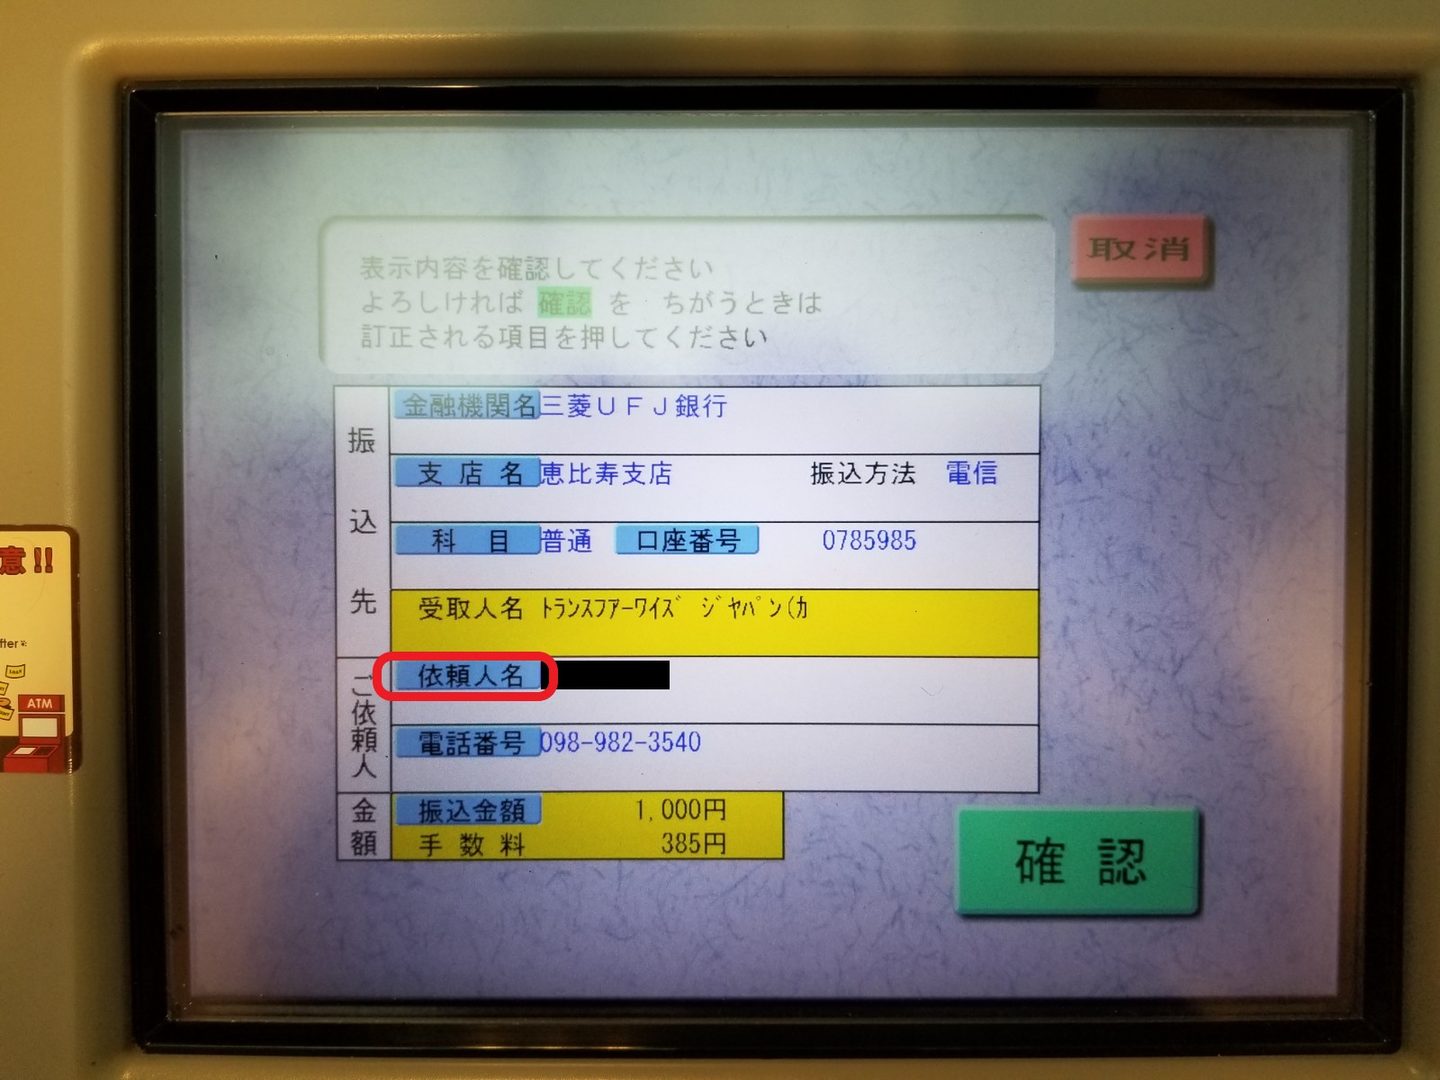 表示内容を確認してください
よろしければ 確認 を ちがうときは
訂正される項目を押してください
取消
振込先
金融機関名 三菱UFJ銀行
支店名 恵比寿支店 振込方法 電信
科目 普通 口座番号 0785985
受取人名 トランスフアーワイズ ジヤパン(カ
ご依頼人
依頼人名
電話番号 098-982-3540
金額
振込金額 1,000円
手数料 385円
確認
意!!
fter
ATM